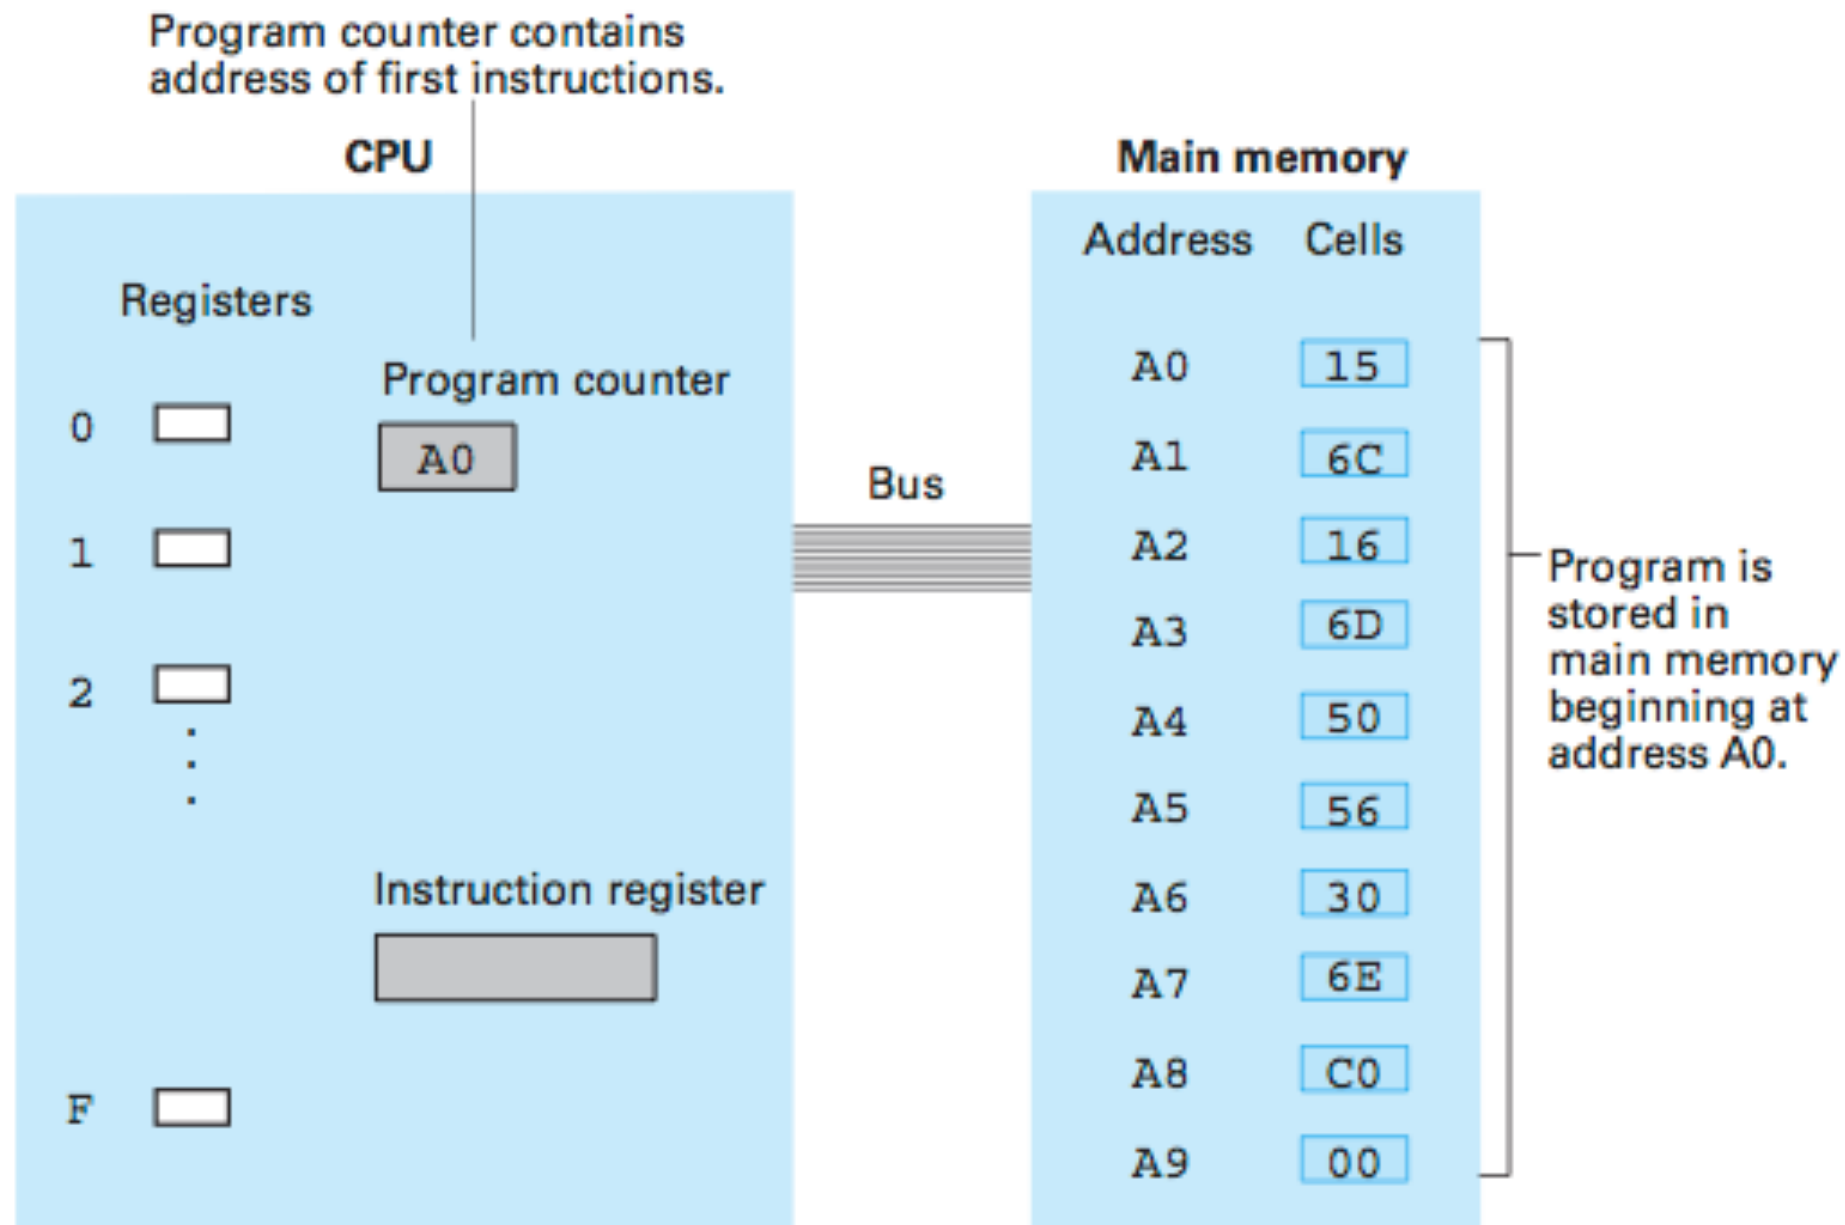 Program counter contains
address of first instructions.
CPU
Main memory
Address Cells
Registers
Program counter
0
A0
1
2
.
.
.
Instruction register
F
Bus
A0 15
A1 6C
A2 16
A3 6D
A4 50
A5 56
A6 30
A7 6E
A8 C0
A9 00
Program is
stored in
main memory
beginning at
address A0.